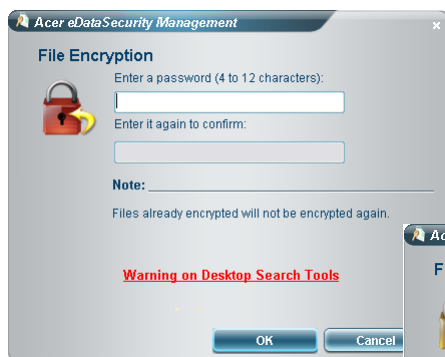 Acer eDataSecurity Management
File Encryption
Enter a password (4 to 12 characters):
Enter it again to confirm:
Note:
Files already encrypted will not be encrypted again.
Warning on Desktop Search Tools
OK
Cancel